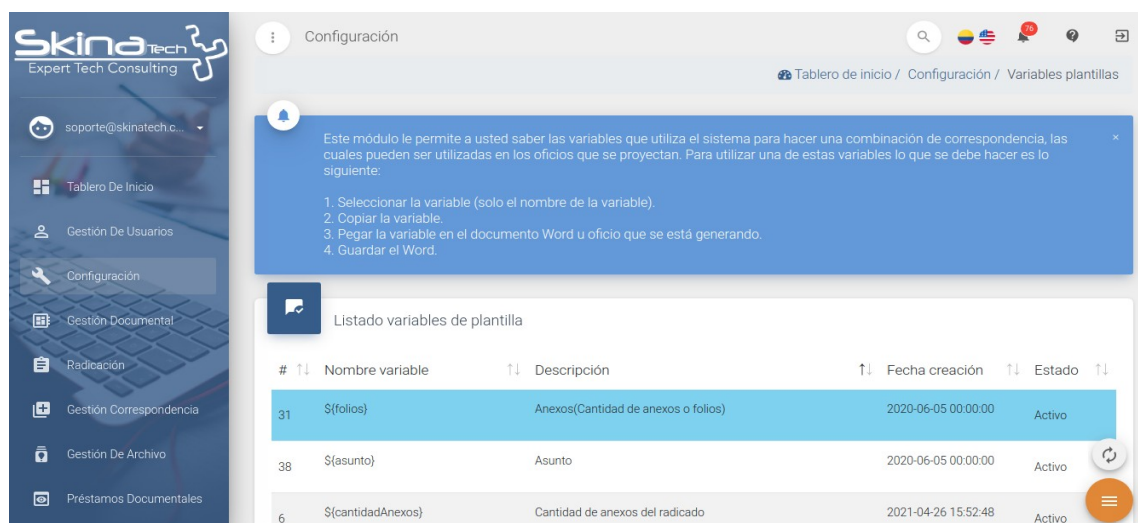 SkinaTech
Expert Tech Consulting
Configuración
76
Tablero de inicio / Configuración / Variables plantillas
soporte@skinatech.c...
Tablero De Inicio
Gestión De Usuarios
Configuración
Gestión Documental
Radicación
Gestión Correspondencia
Gestión De Archivo
Préstamos Documentales
Este módulo le permite a usted saber las variables que utiliza el sistema para hacer una combinación de correspondencia, las
cuales pueden ser utilizadas en los oficios que se proyectan. Para utilizar una de estas variables lo que se debe hacer es lo
siguiente:
1. Seleccionar la variable (solo el nombre de la variable).
2. Copiar la variable.
3. Pegar la variable en el documento Word u oficio que se está generando.
4. Guardar el Word.
Listado variables de plantilla
# Nombre variable Descripción Fecha creación Estado
31 ${folios} Anexos(Cantidad de anexos o folios) 2020-06-05 00:00:00 Activo
38 ${asunto} Asunto 2020-06-05 00:00:00 Activo
6 ${cantidadAnexos} Cantidad de anexos del radicado 2021-04-26 15:52:48 Activo